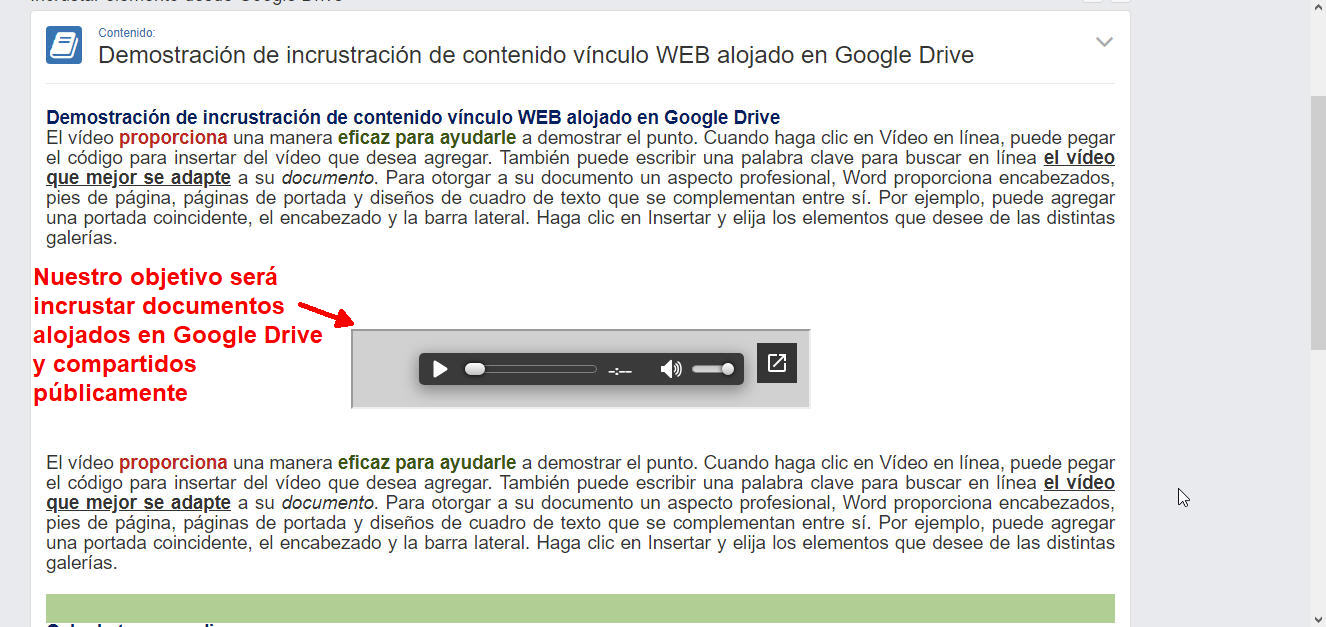 Incrustar elemento desde Google Drive
Contenido:
Demostración de incrustración de contenido vínculo WEB alojado en Google Drive
Demostración de incrustración de contenido vínculo WEB alojado en Google Drive
El vídeo proporciona una manera eficaz para ayudarle a demostrar el punto. Cuando haga clic en Vídeo en línea, puede pegar
el código para insertar del vídeo que desea agregar. También puede escribir una palabra clave para buscar en línea el vídeo
que mejor se adapte a su documento. Para otorgar a su documento un aspecto profesional, Word proporciona encabezados,
pies de página, páginas de portada y diseños de cuadro de texto que se complementan entre sí. Por ejemplo, puede agregar
una portada coincidente, el encabezado y la barra lateral. Haga clic en Insertar y elija los elementos que desee de las distintas
galerías.
Nuestro objetivo será
incrustar documentos
alojados en Google Drive
y compartidos
públicamente
-:--
El vídeo proporciona una manera eficaz para ayudarle a demostrar el punto. Cuando haga clic en Vídeo en línea, puede pegar
el código para insertar del vídeo que desea agregar. También puede escribir una palabra clave para buscar en línea el vídeo
que mejor se adapte a su documento. Para otorgar a su documento un aspecto profesional, Word proporciona encabezados,
pies de página, páginas de portada y diseños de cuadro de texto que se complementan entre sí. Por ejemplo, puede agregar
una portada coincidente, el encabezado y la barra lateral. Haga clic en Insertar y elija los elementos que desee de las distintas
galerías.